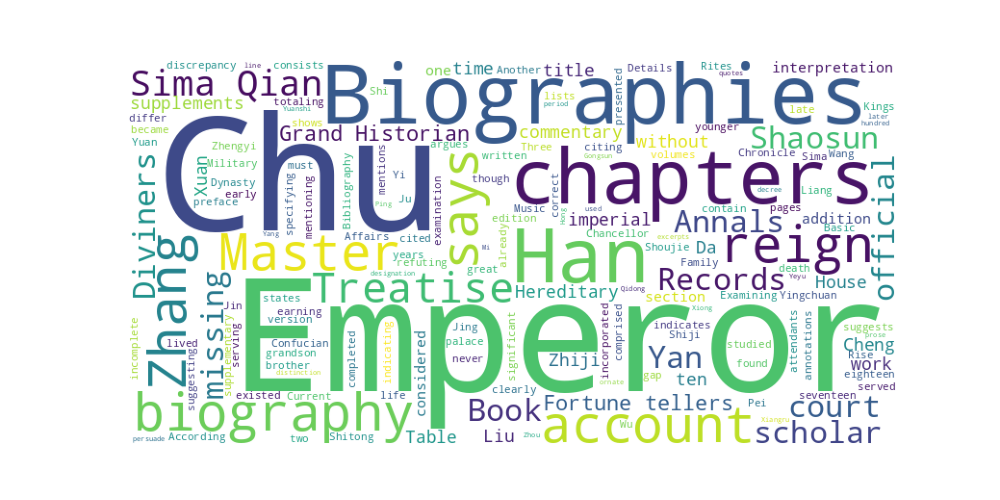 discrepancy
line
consists
Sima Qian
Biographies
one
time
Another
title
Details
Rites
interpretation
supplements
totaling
Yuanshi
Shi
lists
quotes
period
presented
late
Kings
later
hundred
differ
became
Chu
shows
Grand Historian
argues
commentary
citing
Three
without
volumes
younger
Shaosun
Yuan
Zhengyi
Military
Xuan
Dynasty
preface
early
Diviners
specifying
must
mentioning
Bibliography
mentions
Yi
Ju
Affairs
cited
years
refuting
examination
says
written
though
chapters
Music
edition
Chancellor
already
correct
imperial
Chronicle
Sima
Wang
Liang
pages
contain
Basic
Annals
addition
official
Zhang
missing
Master
Yang
Ping
great
designation
Han
Hong
used
Gongsun
decree
excerpts
Shoujie
Da
Family
reign
death
Records
House
Mi
Qidong
Yeyu
Xiong
Treatise
Hereditary
section
Examining
Yingchuan
incomplete
suggesting
lived
supplementary
serving
Jin
earning
version
states
Emperor
Confucian
grandson
brother
distinction
existed
Current
completed
indicating
life
considered
Jing
palace
never
significant
clearly
gap
found
Zhiji
incorporated
comprised
indicates
Shiji
Yan
ten
studied
attendants
annotations
suggests
Rise
prose
Cheng
work
eighteen
served
seventeen
biography
persuade
According
two
Shitong
Table
Book
Liu
Zhou
Fortune tellers
account
ornate
Wu
Pei
Xiangru
court
scholar